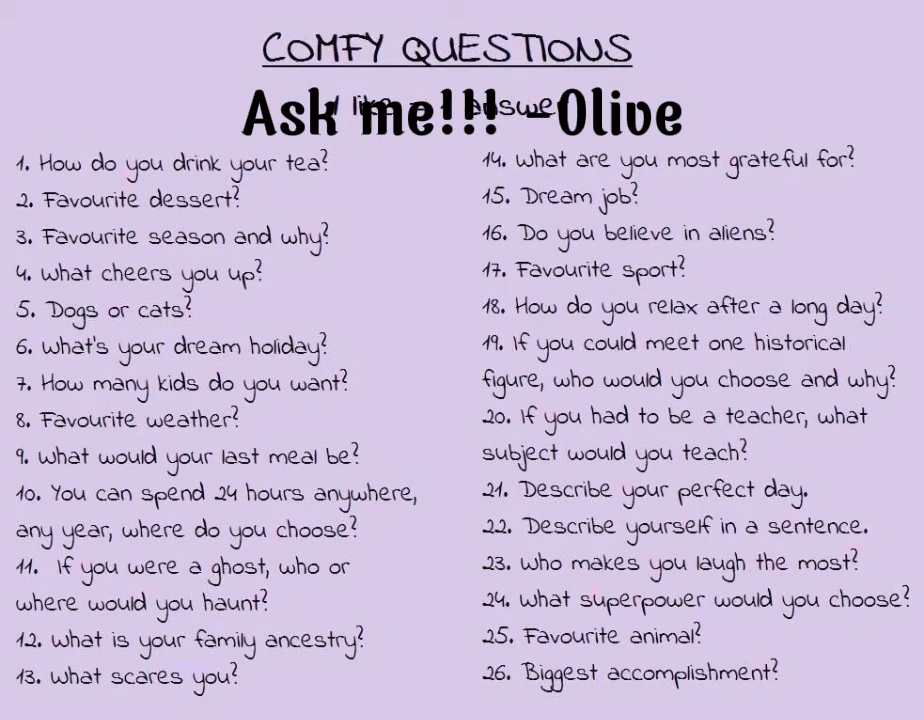 COMFY QUESTIONS
1 like = 1 answer
Ask me!!! -Olive
1. How do you drink your tea?
2. Favourite dessert?
3. Favourite season and why?
4. What cheers you up?
5. Dogs or cats?
6. What's your dream holiday?
7. How many kids do you want?
8. Favourite weather?
9. What would your last meal be?
10. You can spend 24 hours anywhere,
any year, where do you choose?
11. If you were a ghost, who or
where would you haunt?
12. What is your family ancestry?
13. What scares you?
14. What are you most grateful for?
15. Dream job?
16. Do you believe in aliens?
17. Favourite sport?
18. How do you relax after a long day?
19. If you could meet one historical
figure, who would you choose and why?
20. If you had to be a teacher, what
subject would you teach?
21. Describe your perfect day.
22. Describe yourself in a sentence.
23. Who makes you laugh the most?
24. What superpower would you choose?
25. Favourite animal?
26. Biggest accomplishment?